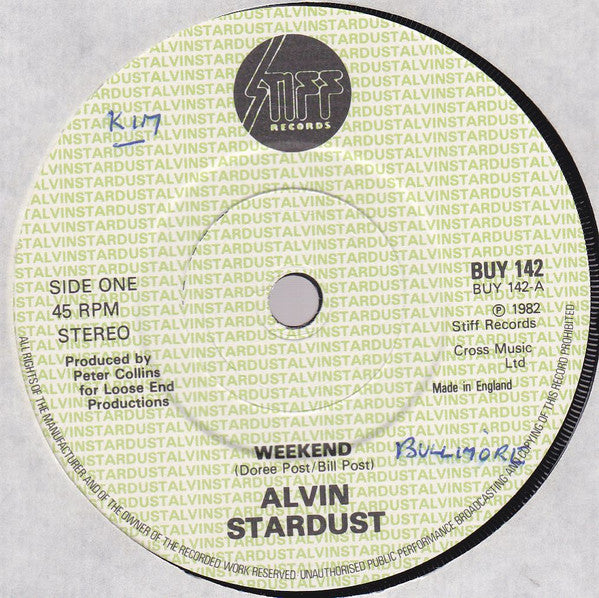 STIFF
RECORDS
KIM
SIDE ONE
45 RPM
STEREO
Produced by
Peter Collins
for Loose End
Productions
BUY 142
BUY 142-A
Ⓟ 1982
Stiff Records
Cross Music
Ltd
Made in England
WEEKEND
(Doree Post/Bill Post)
BULLIMORE
ALVIN
STARDUST
ALL RIGHTS OF THE MANUFACTURER AND OF THE OWNER OF THE RECORDED WORK RESERVED. UNAUTHORISED PUBLIC PERFORMANCE BROADCASTING AND COPYING OF THIS RECORD PROHIBITED